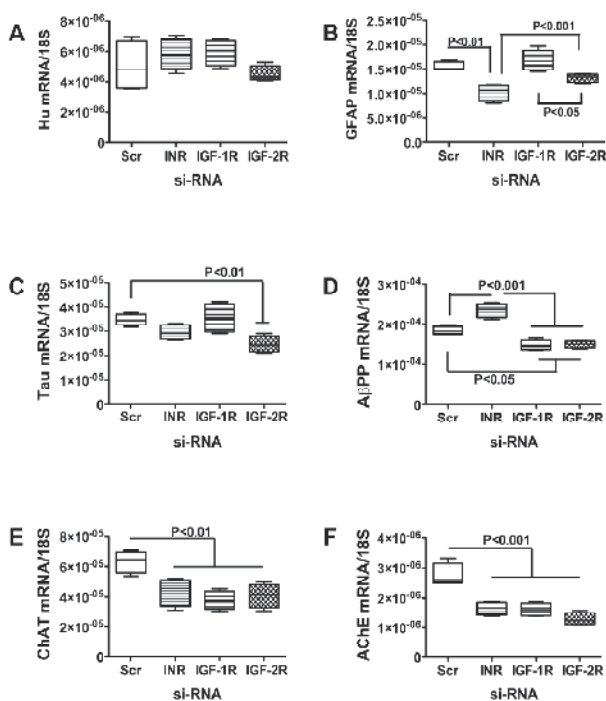 A
Hu mRNA/18S
8×10⁻⁰⁶
6×10⁻⁰⁶
4×10⁻⁰⁶
2×10⁻⁰⁶
0
Scr INR IGF-1R IGF-2R
si-RNA
B
GFAP mRNA/18S
2.0×10⁻⁰⁵
1.5×10⁻⁰⁵
1.0×10⁻⁰⁵
5.0×10⁻⁰⁶
0.0
P<0.01
P<0.001
P<0.05
Scr INR IGF-1R IGF-2R
si-RNA
C
Tau mRNA/18S
5×10⁻⁰⁵
4×10⁻⁰⁵
3×10⁻⁰⁵
2×10⁻⁰⁵
1×10⁻⁰⁵
0
P<0.01
Scr INR IGF-1R IGF-2R
si-RNA
D
AβPP mRNA/18S
3×10⁻⁰⁴
2×10⁻⁰⁴
1×10⁻⁰⁴
0
P<0.001
P<0.05
Scr INR IGF-1R IGF-2R
si-RNA
E
ChAT mRNA/18S
8×10⁻⁰⁵
6×10⁻⁰⁵
4×10⁻⁰⁵
2×10⁻⁰⁵
0
P<0.01
Scr INR IGF-1R IGF-2R
si-RNA
F
AChE mRNA/18S
4×10⁻⁰⁶
3×10⁻⁰⁶
2×10⁻⁰⁶
1×10⁻⁰⁶
0
P<0.001
Scr INR IGF-1R IGF-2R
si-RNA